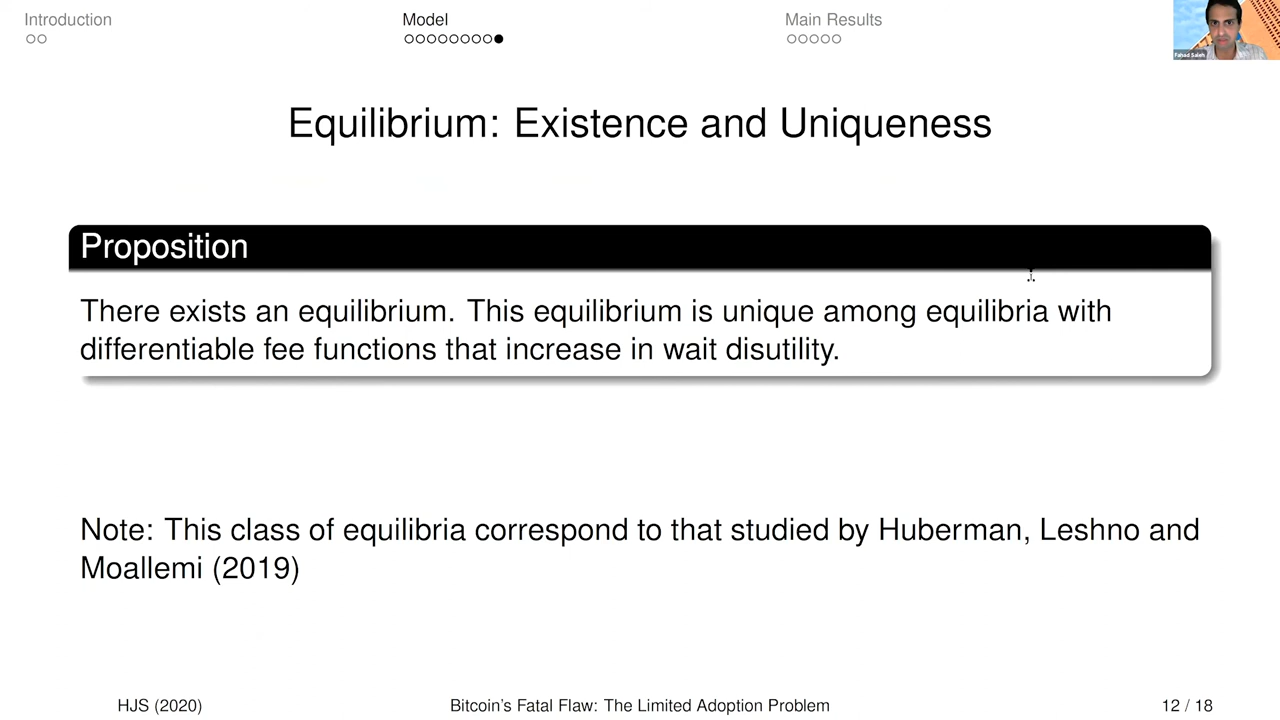 Introduction
Model
Main Results
Fahad Saleh
Equilibrium: Existence and Uniqueness
Proposition
There exists an equilibrium. This equilibrium is unique among equilibria with
differentiable fee functions that increase in wait disutility.
Note: This class of equilibria correspond to that studied by Huberman, Leshno and
Moallemi (2019)
HJS (2020)
Bitcoin's Fatal Flaw: The Limited Adoption Problem
12 / 18